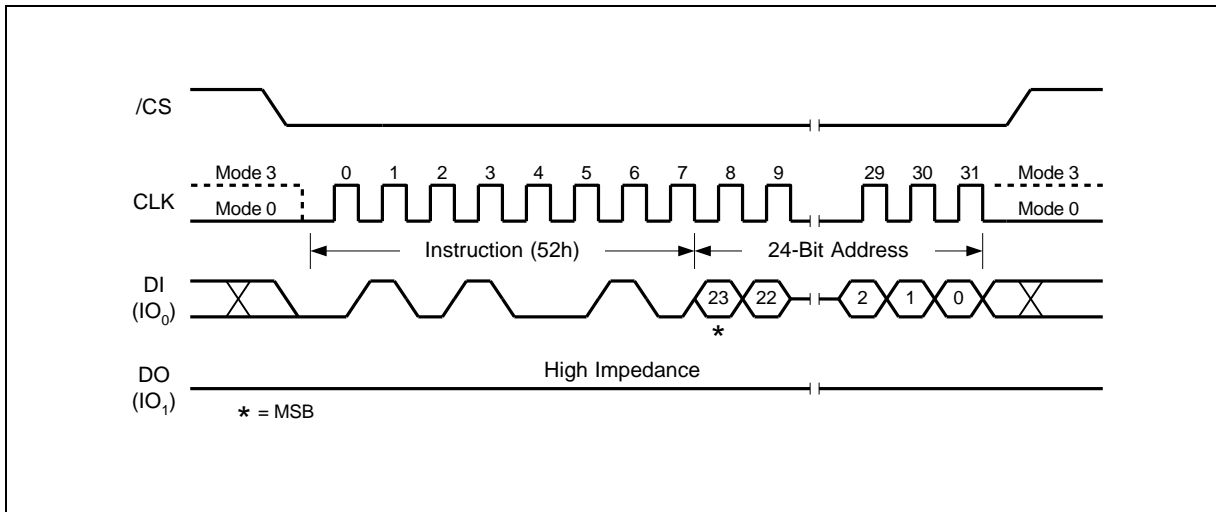 /CS
Mode 3 0 1 2 3 4 5 6 7 8 9 29 30 31 Mode 3
CLK
Mode 0 Mode 0
Instruction (52h) 24-Bit Address
DI
(IO0)
23 22 2 1 0
*
High Impedance
DO
(IO1)
* = MSB